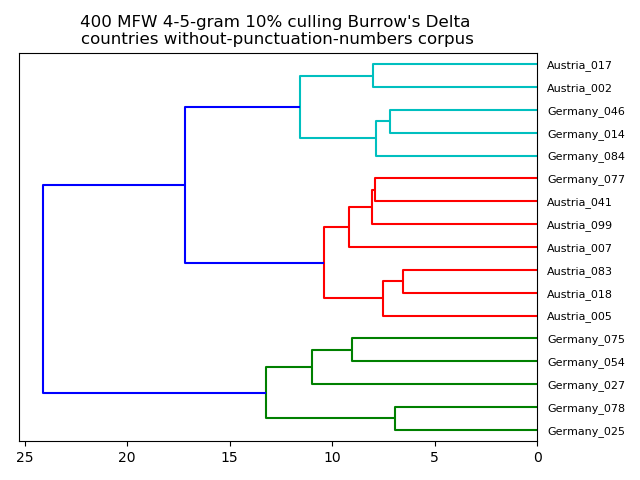 400 MFW 4-5-gram 10% culling Burrow's Delta
countries without-punctuation-numbers corpus
Austria_017
Austria_002
Germany_046
Germany_014
Germany_084
Germany_077
Austria_041
Austria_099
Austria_007
Austria_083
Austria_018
Austria_005
Germany_075
Germany_054
Germany_027
Germany_078
Germany_025
25 20 15 10 5 0